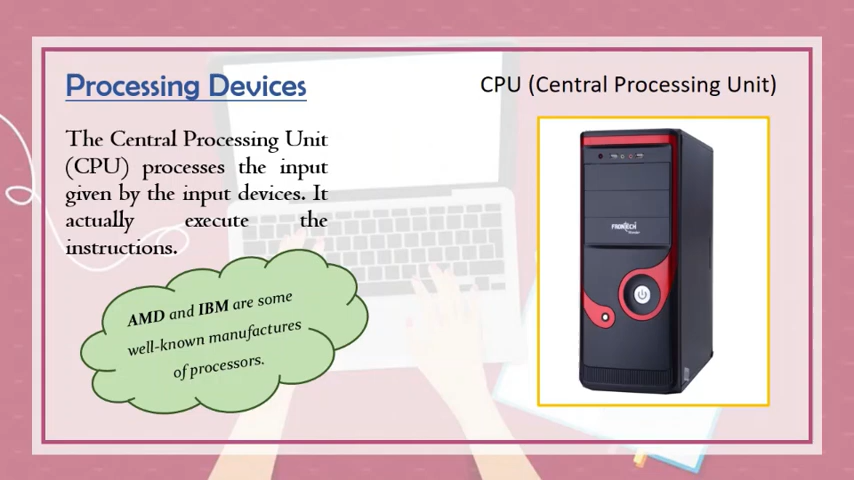 Processing Devices
CPU (Central Processing Unit)
The Central Processing Unit
(CPU) processes the input
given by the input devices. It
actually execute the
instructions.
AMD and IBM are some
well-known manufactures
of processors.
FRONTECH